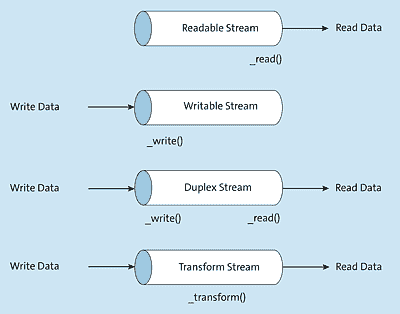 Readable Stream
Read Data
_read()
Write Data
Writable Stream
_write()
Write Data
Duplex Stream
Read Data
_write()
_read()
Write Data
Transform Stream
Read Data
_transform()